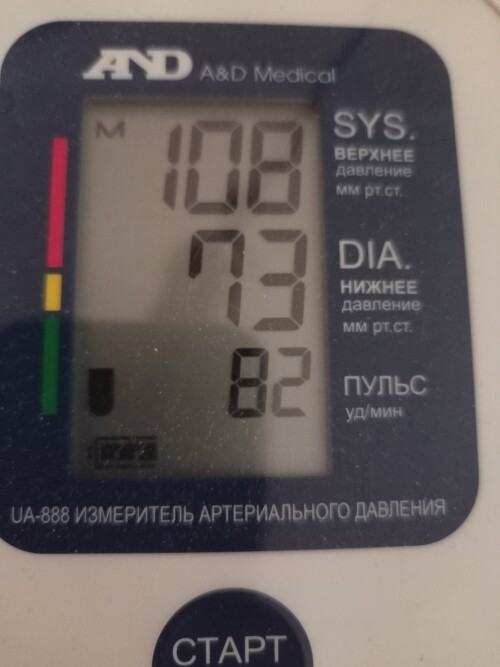 AND A&D Medical
M 108 SYS.
ВЕРХНЕЕ
давление
мм рт.ст.
73 DIA.
НИЖНЕЕ
давление
мм рт.ст.
82 ПУЛЬС
уд/мин
UA-888 ИЗМЕРИТЕЛЬ АРТЕРИАЛЬНОГО ДАВЛЕНИЯ
СТАРТ